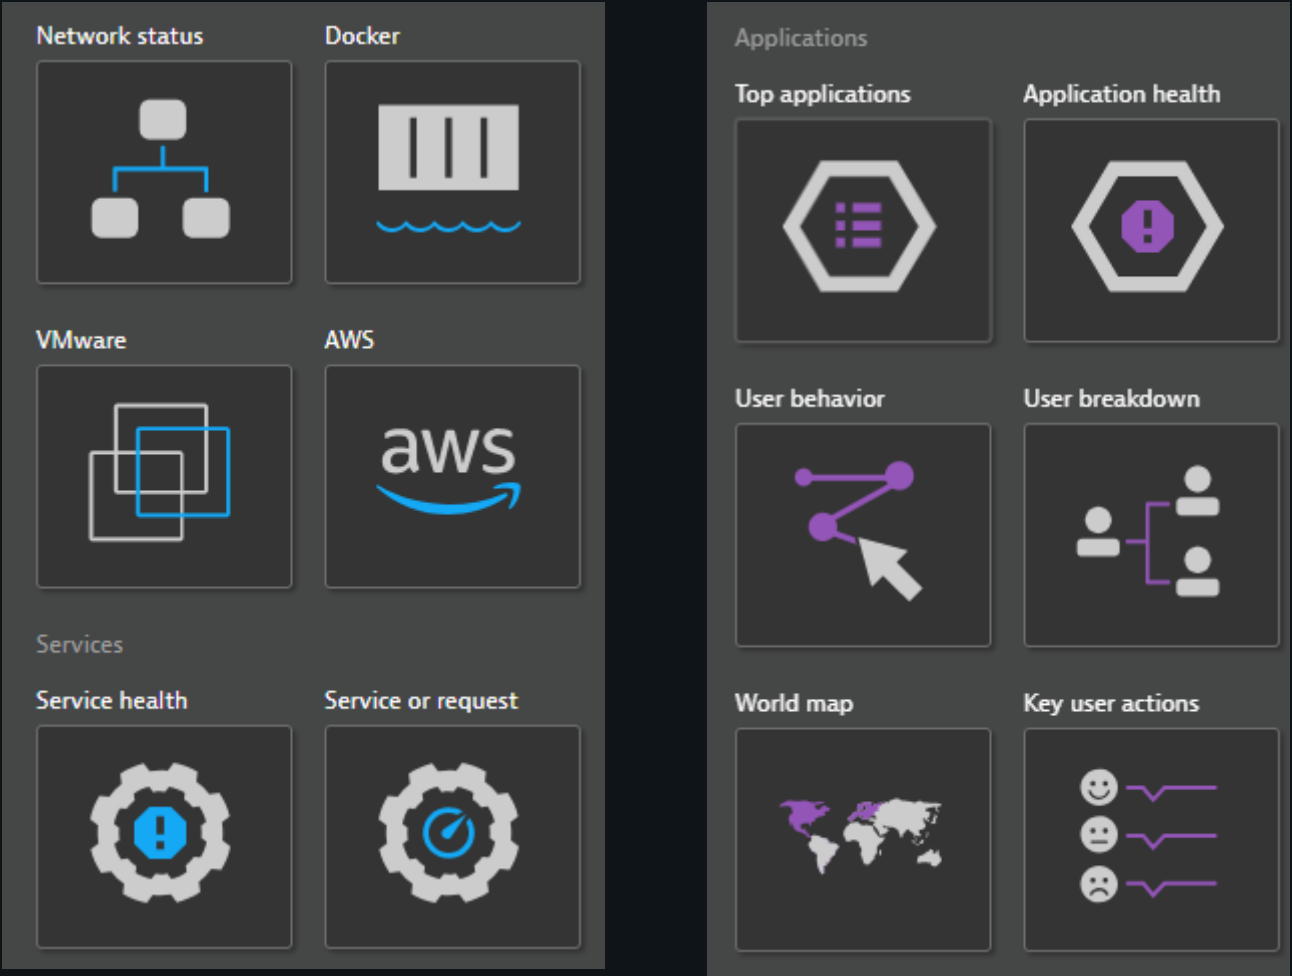 Network status
Docker
VMware
AWS
aws
Services
Service health
Service or request
Applications
Top applications
Application health
User behavior
User breakdown
World map
Key user actions